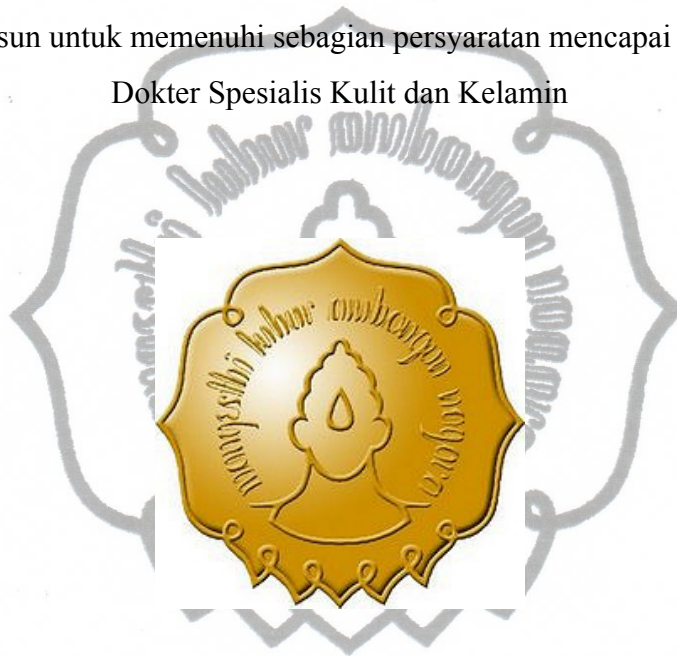 sun untuk memenuhi sebagian persyaratan mencapai
Dokter Spesialis Kulit dan Kelamin
mangesthi luhur ambangun nagara